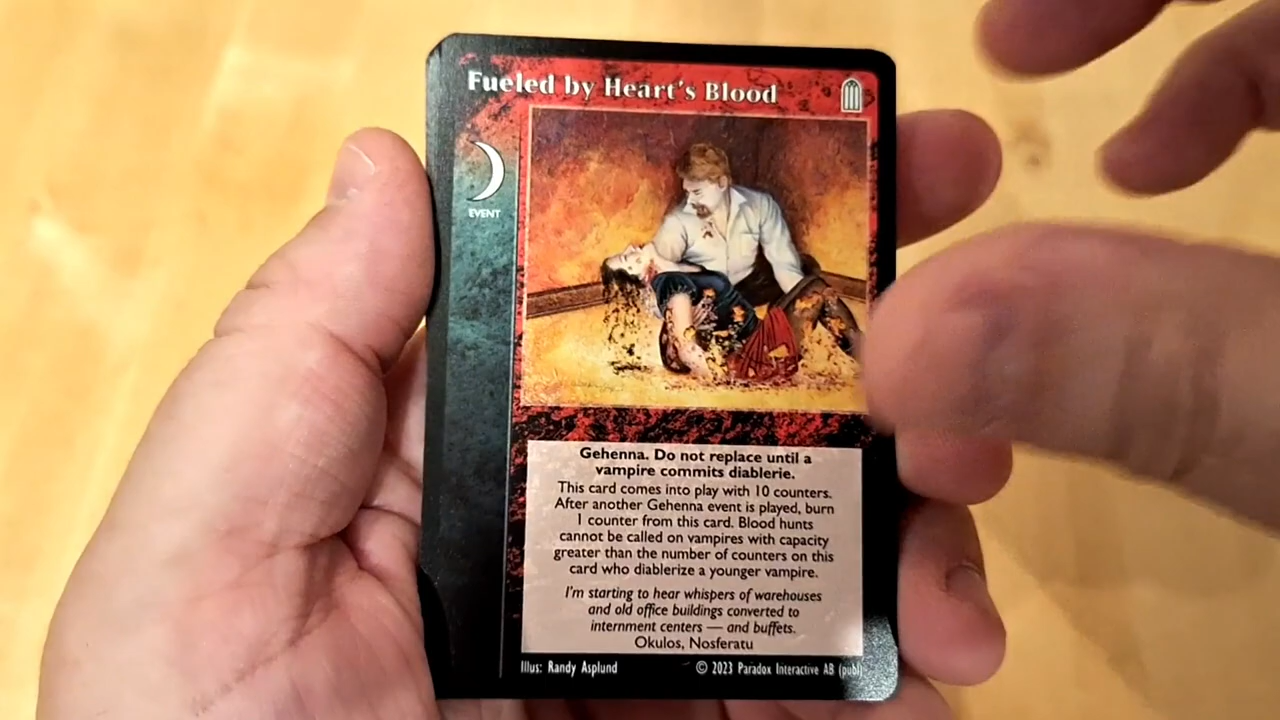 Fueled by Heart's Blood
EVENT
Gehenna. Do not replace until a
vampire commits diablerie.
This card comes into play with 10 counters.
After another Gehenna event is played, burn
1 counter from this card. Blood hunts
cannot be called on vampires with capacity
greater than the number of counters on this
card who diablerize a younger vampire.
I'm starting to hear whispers of warehouses
and old office buildings converted to
internment centers — and buffets.
Okulos, Nosferatu
Illus: Randy Asplund © 2023 Paradox Interactive AB (publ)